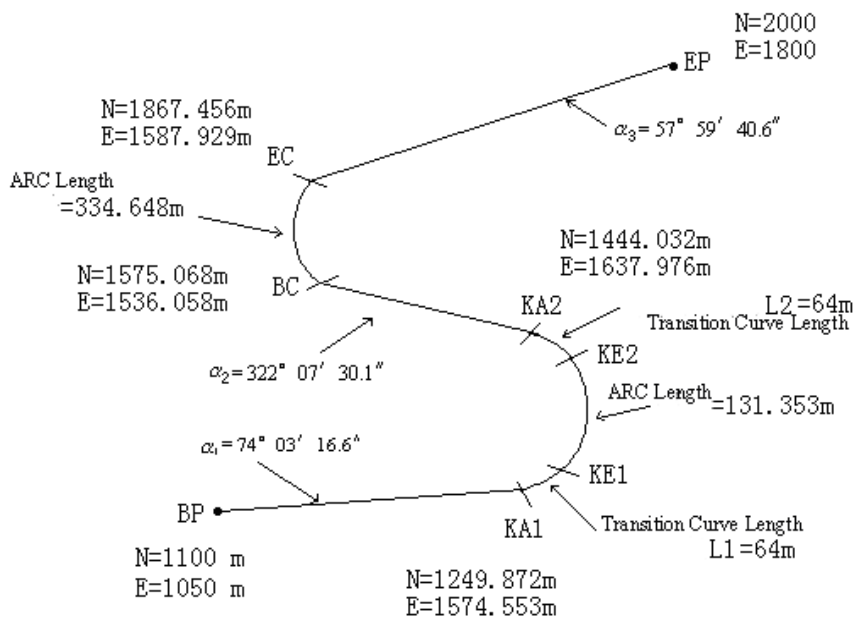 N=2000
E=1800
EP
α3=57° 59′ 40.6″
N=1867.456m
E=1587.929m
EC
ARC Length
=334.648m
N=1575.068m
E=1536.058m
BC
N=1444.032m
E=1637.976m
KA2
L2=64m
Transition Curve Length
KE2
α2=322° 07′ 30.1″
ARC Length
=131.353m
α1=74° 03′ 16.6″
KE1
BP
KA1
Transition Curve Length
L1=64m
N=1100 m
E=1050 m
N=1249.872m
E=1574.553m